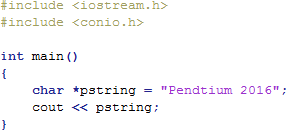 #include <iostream.h>
#include <conio.h>

int main()
{
    char *pstring = "Pendtium 2016";
    cout << pstring;
}